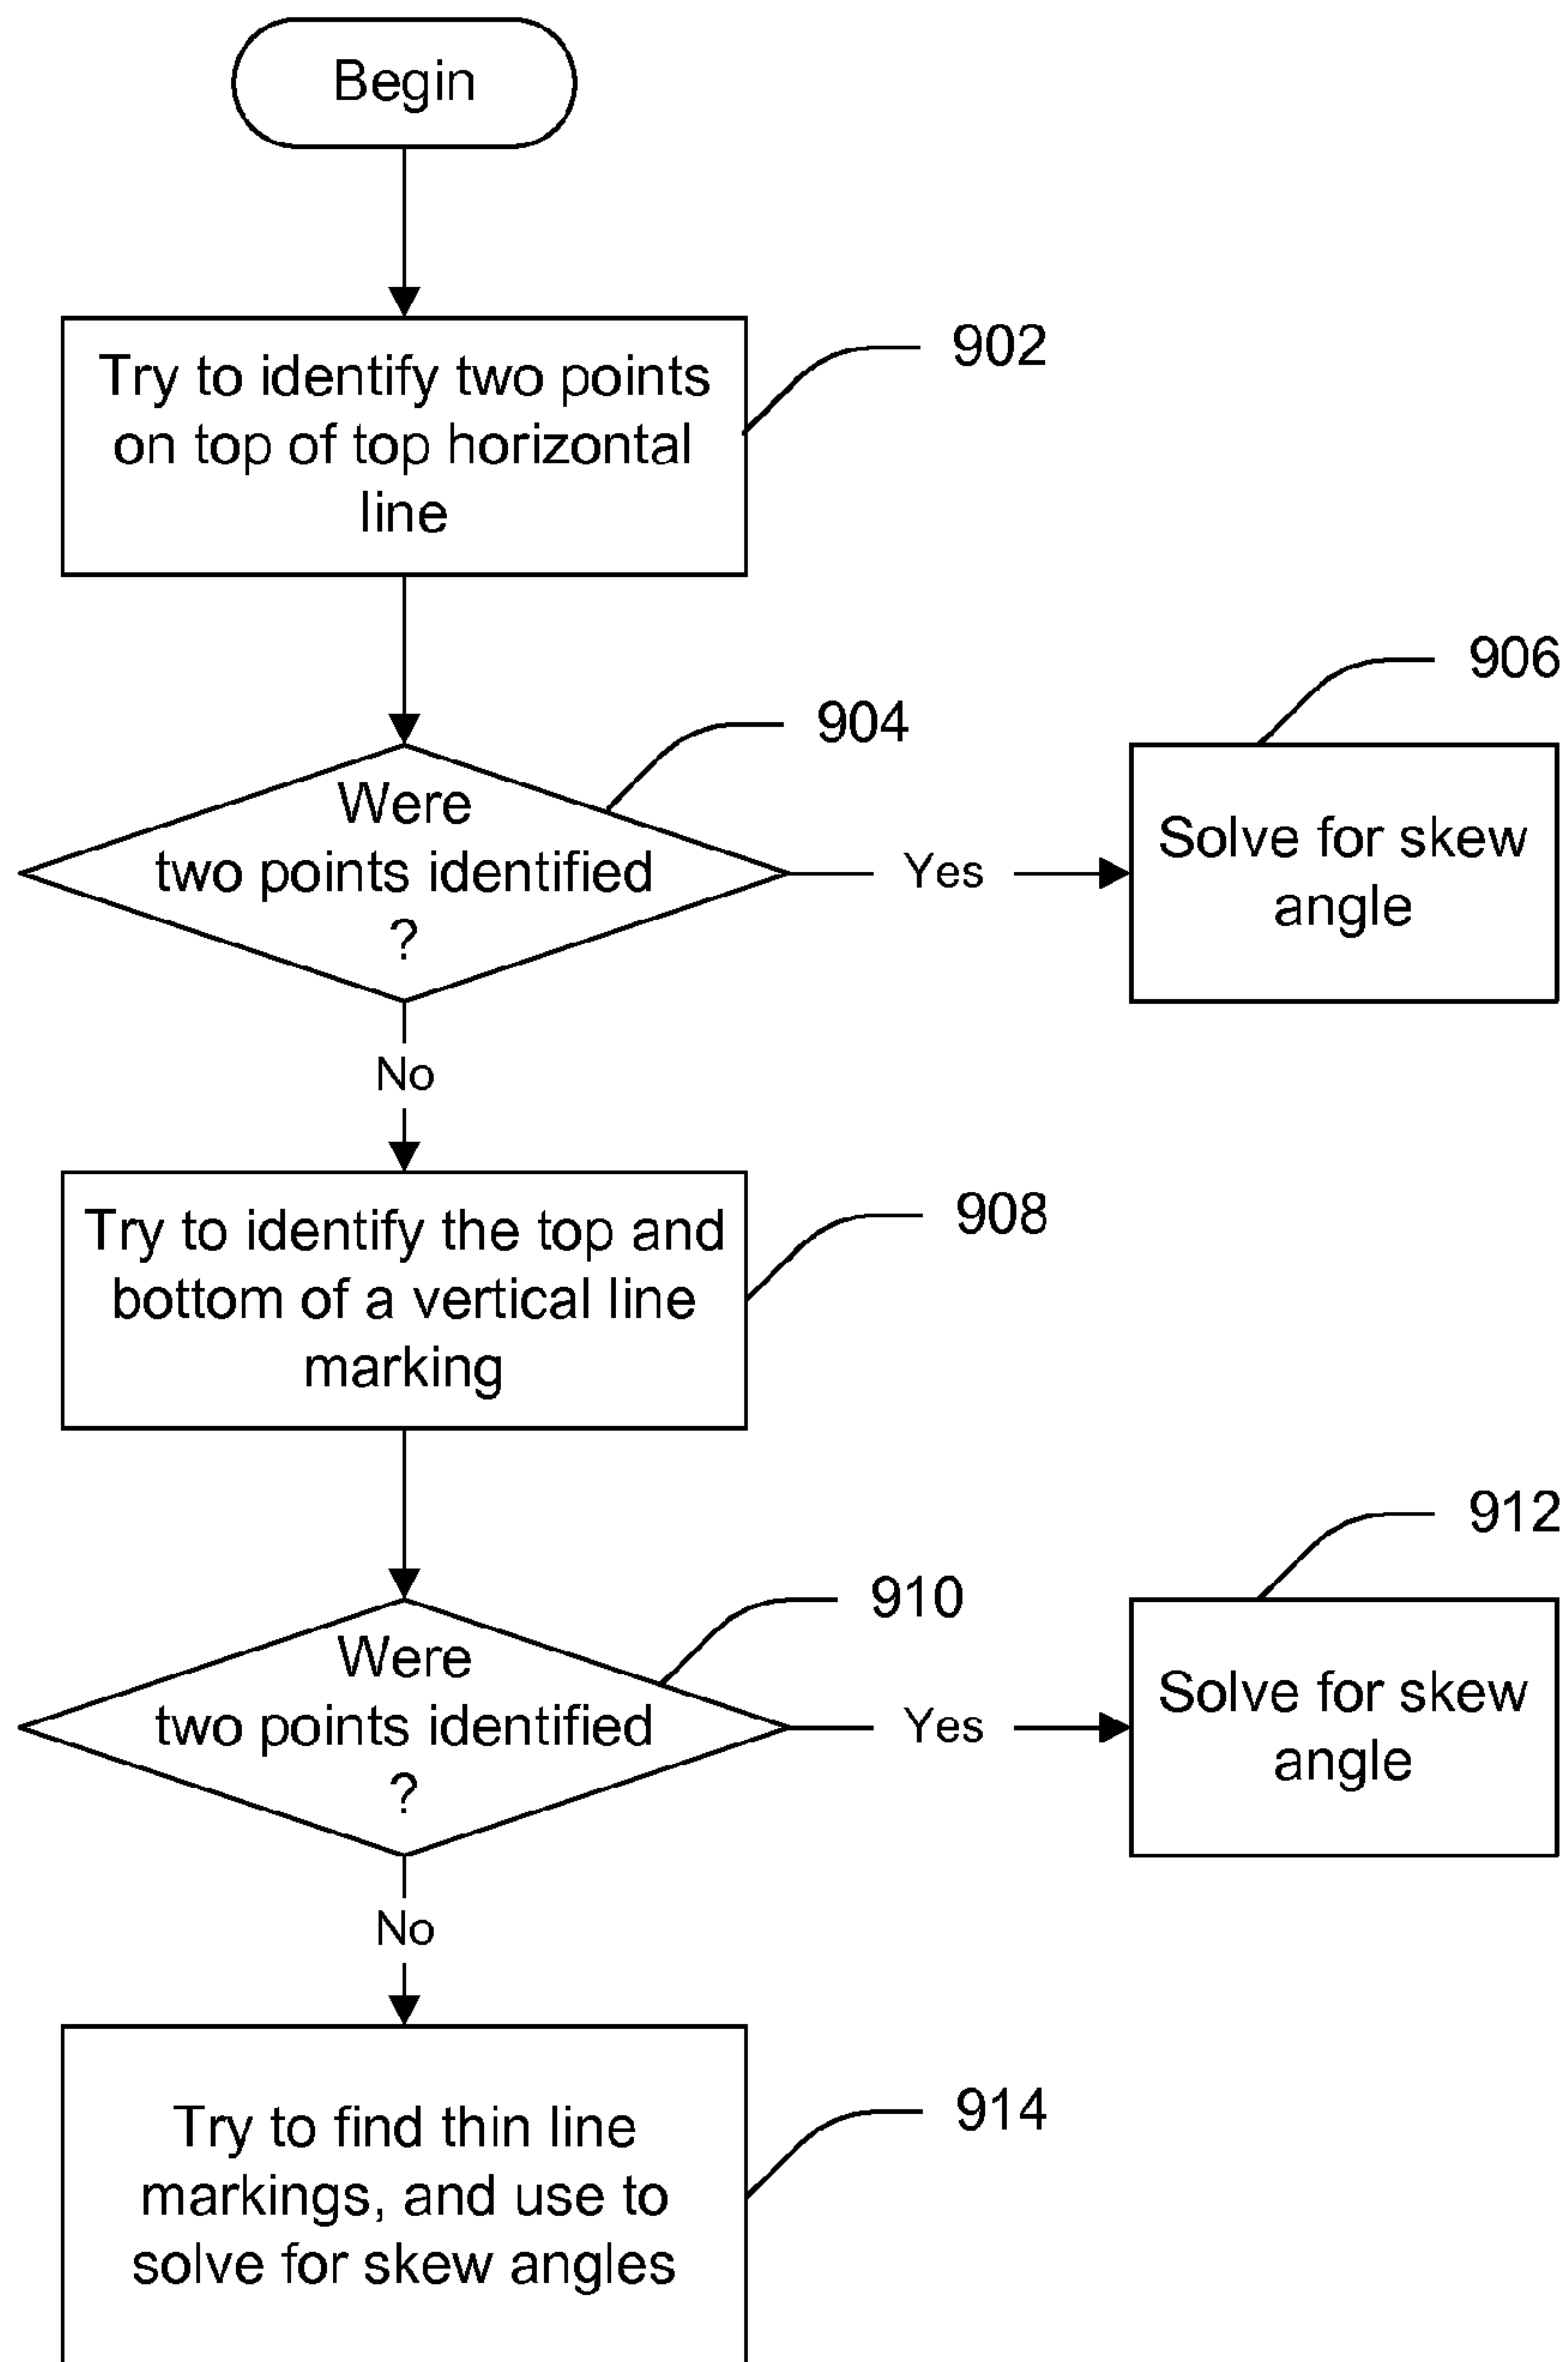 Begin
Try to identify two points
on top of top horizontal
line
902
904
Were
two points identified
?
Yes
906
Solve for skew
angle
No
Try to identify the top and
bottom of a vertical line
marking
908
910
Were
two points identified
?
Yes
912
Solve for skew
angle
No
Try to find thin line
markings, and use to
solve for skew angles
914